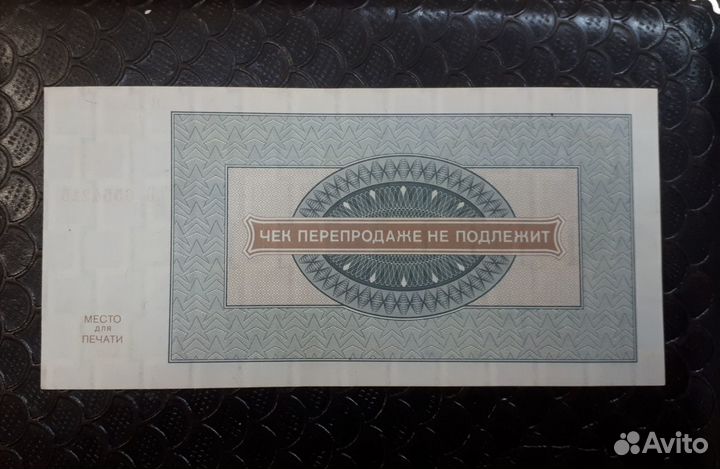 ЧЕК ПЕРЕПРОДАЖЕ НЕ ПОДЛЕЖИТ
МЕСТО
ДЛЯ
ПЕЧАТИ
Avito